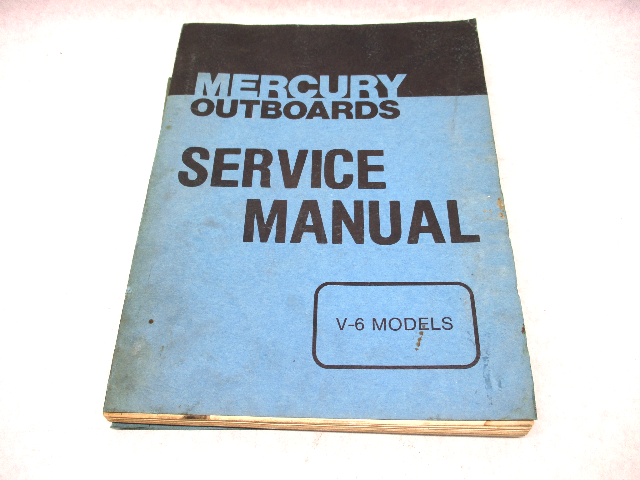 MERCURY
OUTBOARDS
SERVICE
MANUAL
V-6 MODELS